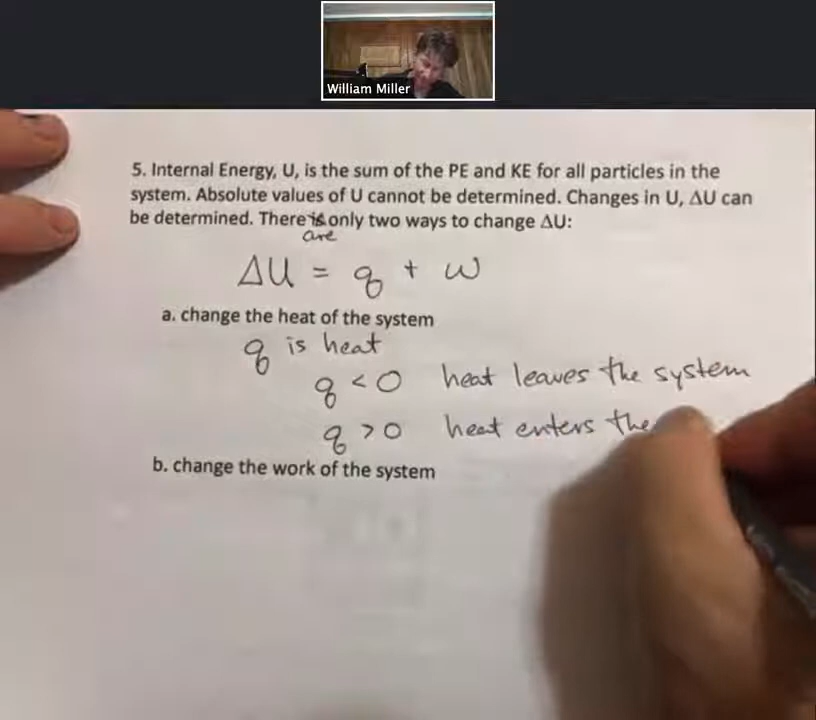 William Miller
5. Internal Energy, U, is the sum of the PE and KE for all particles in the
system. Absolute values of U cannot be determined. Changes in U, ΔU can
be determined. There is only two ways to change ΔU:
are
ΔU = q + w
a. change the heat of the system
q is heat
q < 0 heat leaves the system
q > 0 heat enters the
b. change the work of the system